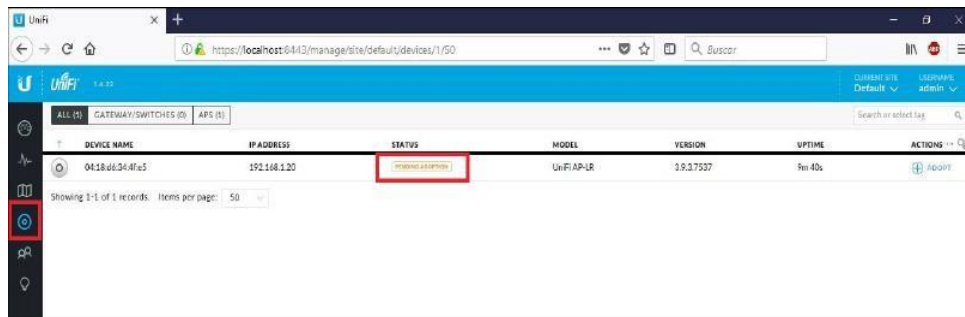 UniFi
https://localhost:8443/manage/site/default/devices/1/50
Buscar
UniFi
CURRENT SITE
Default
USERNAME
admin
ALL (1) GATEWAY/SWITCHES (0) APS (1)
Search or select tag
DEVICE NAME IP ADDRESS STATUS MODEL VERSION UPTIME ACTIONS
04:18:d6:34:4f:e5 192.168.1.20 PENDING ADOPTION UniFi AP-LR 3.9.3.7537 9m 40s ADOPT
Showing 1-1 of 1 records. Items per page: 50